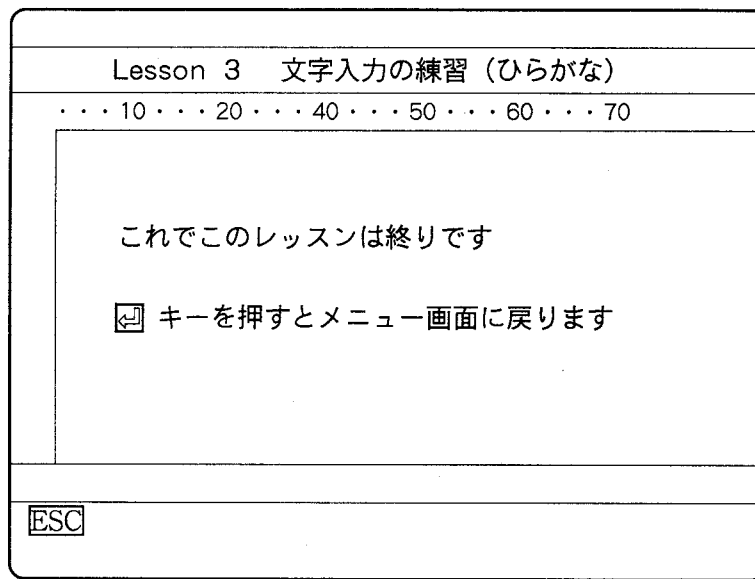 Lesson 3 文字入力の練習（ひらがな）
・・・10・・・20・・・40・・・50・・・60・・・70
これでこのレッスンは終りです
⏎ キーを押すとメニュー画面に戻ります
ESC